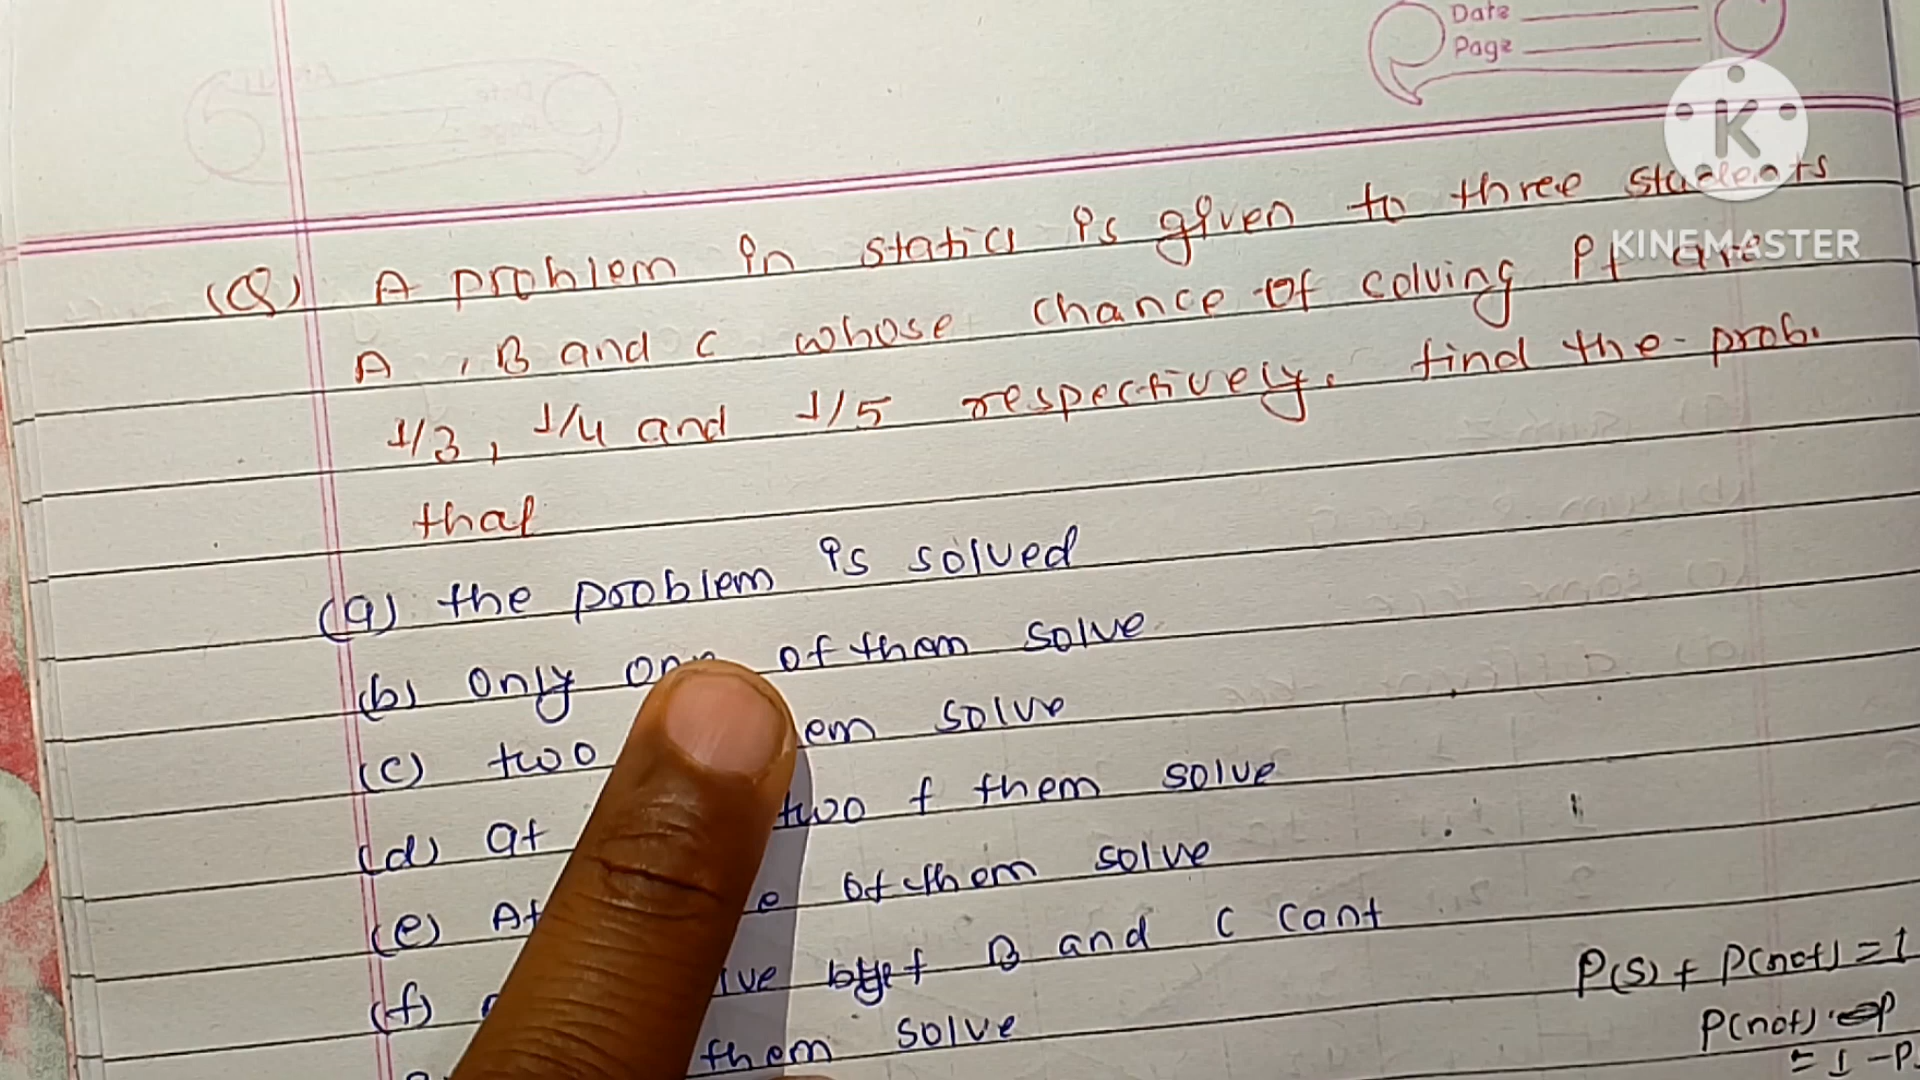 Date
Page
K
KINEMASTER
(Q) A problem in statics is given to three students
A, B and C whose chance of solving it are
1/3, 1/4 and 1/5 respectively. find the prob.
that
(a) the problem is solved
(b) only one of them solve
(c) two em solve
(d) at two f them solve
(e) At e of them solve
(f) lve but B and C cant
them solve
P(S) + P(not) = 1
P(not)
= 1 - P